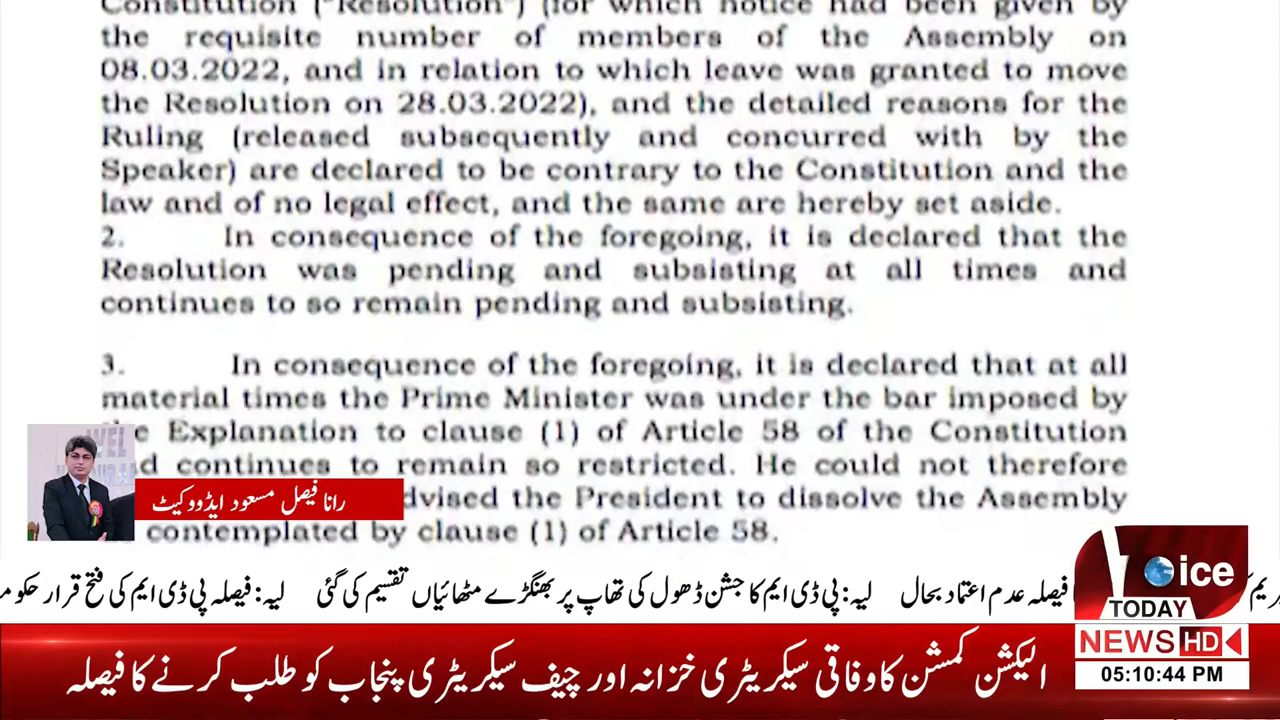 Constitution ("Resolution") (for which notice had been given by
the requisite number of members of the Assembly on
08.03.2022, and in relation to which leave was granted to move
the Resolution on 28.03.2022), and the detailed reasons for the
Ruling (released subsequently and concurred with by the
Speaker) are declared to be contrary to the Constitution and the
law and of no legal effect, and the same are hereby set aside.
2. In consequence of the foregoing, it is declared that the
Resolution was pending and subsisting at all times and
continues to so remain pending and subsisting.
3. In consequence of the foregoing, it is declared that at all
material times the Prime Minister was under the bar imposed by
Explanation to clause (1) of Article 58 of the Constitution
continues to remain so restricted. He could not therefore
dvised the President to dissolve the Assembly
contemplated by clause (1) of Article 58.
رانا فیصل مسعود ایڈووکیٹ
فیصلہ عدم اعتماد بحال لیہ: پی ڈی ایم کا جشن ڈھول کی تھاپ پر بھنگڑے مٹھائیاں تقسیم کی گئی لیہ: فیصلہ پی ڈی ایم کی فتح قرار
Voice
TODAY
NEWS HD
05:10:44 PM
الیکشن کمشن کا وفاقی سیکریٹری خزانہ اور چیف سیکریٹری پنجاب کو طلب کرنے کا فیصلہ